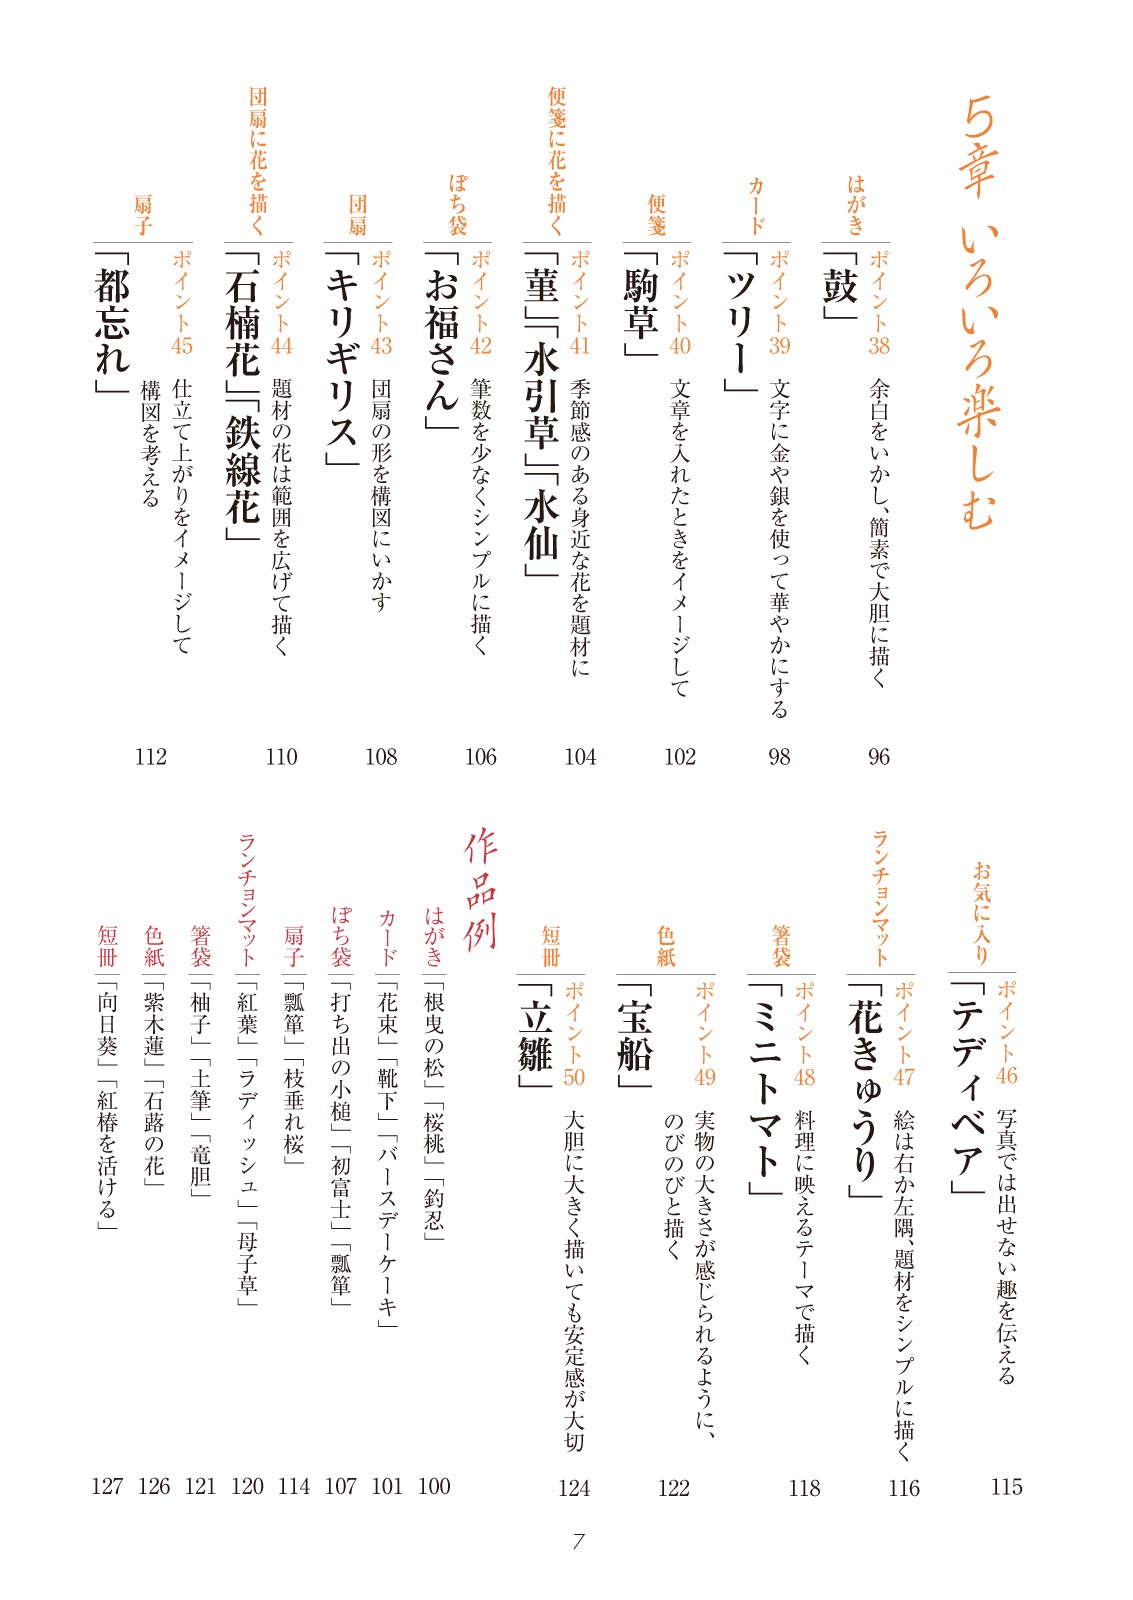 5章 いろいろ楽しむ
はがき
ポイント38 余白をいかし、簡素で大胆に描く
「鼓」
96
カード
ポイント39 文字に金や銀を使って華やかにする
「ツリー」
98
便箋
ポイント40 文章を入れたときをイメージして
「駒草」
102
便箋に花を描く
ポイント41 季節感のある身近な花を題材に
「菫」「水引草」「水仙」
104
ぽち袋
ポイント42 筆数を少なくシンプルに描く
「お福さん」
106
団扇
ポイント43 団扇の形を構図にいかす
「キリギリス」
108
団扇に花を描く
ポイント44 題材の花は範囲を広げて描く
「石楠花」「鉄線花」
110
扇子
ポイント45 仕立て上がりをイメージして
構図を考える
「都忘れ」
112
お気に入り
ポイント46 写真では出せない趣を伝える
「テディベア」
115
ランチョンマット
ポイント47 絵は右か左隅、題材をシンプルに描く
「花きゅうり」
116
箸袋
ポイント48 料理に映えるテーマで描く
「ミニトマト」
118
色紙
ポイント49 実物の大きさが感じられるように、
のびのびと描く
「宝船」
122
短冊
ポイント50 大胆に大きく描いても安定感が大切
「立雛」
124
作品例
はがき 「根曳の松」「桜桃」「釣忍」 100
カード 「花束」「靴下」「バースデーケーキ」 101
ぽち袋 「打ち出の小槌」「初富士」「瓢箪」 107
扇子 「瓢箪」「枝垂れ桜」 114
ランチョンマット 「紅葉」「ラディッシュ」「母子草」 120
箸袋 「柚子」「土筆」「竜胆」 121
色紙 「紫木蓮」「石蕗の花」 126
短冊 「向日葵」「紅椿を活ける」 127
7